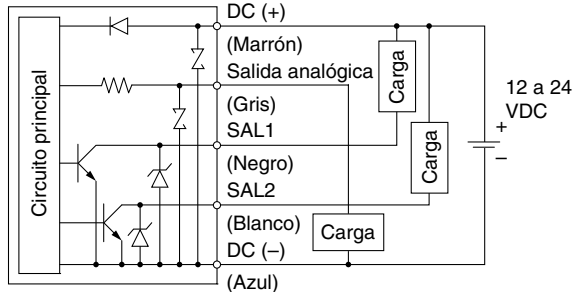 Circuito principal
DC (+)
(Marrón)
Salida analógica
(Gris)
SAL1
(Negro)
SAL2
(Blanco)
DC (–)
(Azul)
Carga
Carga
Carga
12 a 24
VDC
+
–